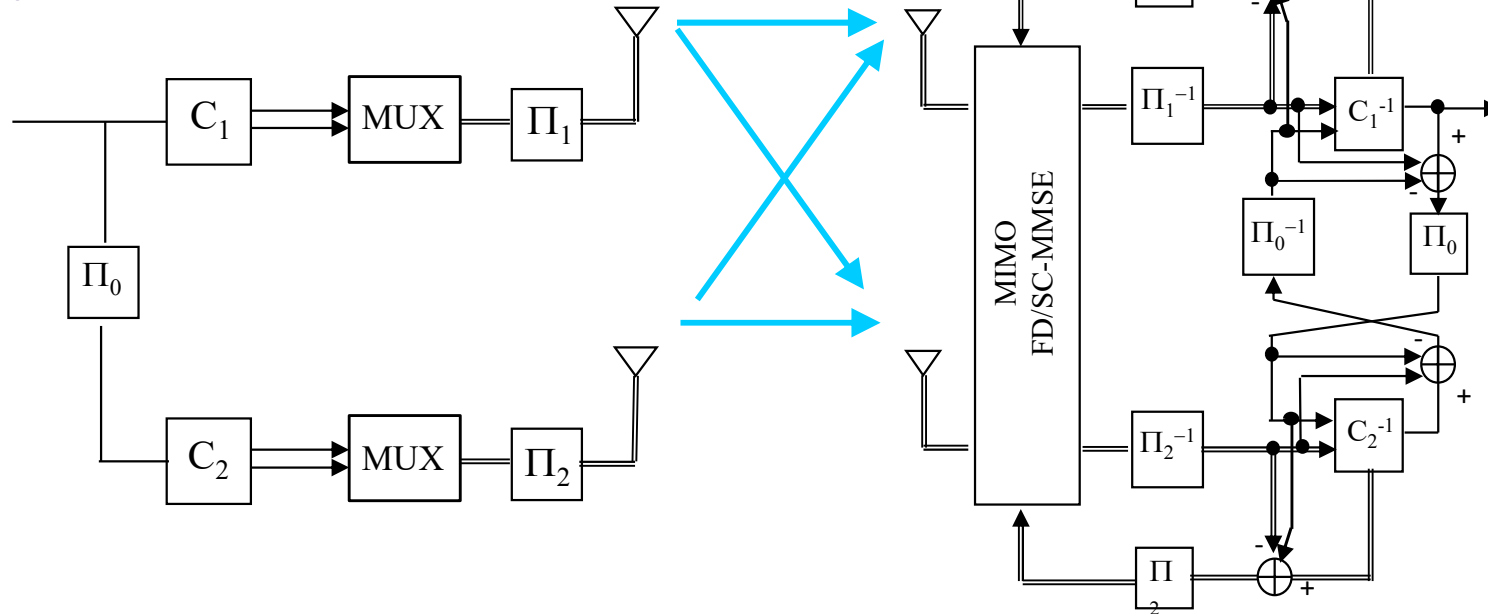 C₁
MUX
Π₁
Π₀
C₂
MUX
Π₂
MIMO
FD/SC-MMSE
-
Π₁⁻¹
C₁⁻¹
+
-
Π₀⁻¹
Π₀
-
+
Π₂⁻¹
C₂⁻¹
-
+
Π
2